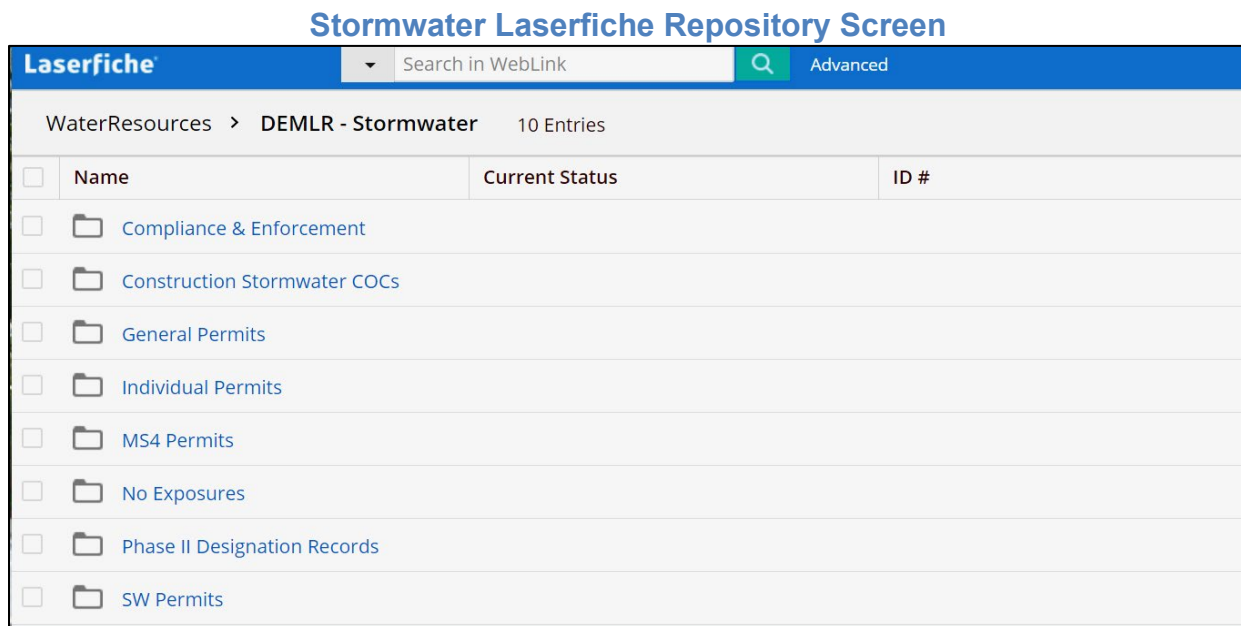 Stormwater Laserfiche Repository Screen
Laserfiche Search in WebLink Advanced
WaterResources > DEMLR - Stormwater 10 Entries
Name Current Status ID #
Compliance & Enforcement
Construction Stormwater COCs
General Permits
Individual Permits
MS4 Permits
No Exposures
Phase II Designation Records
SW Permits